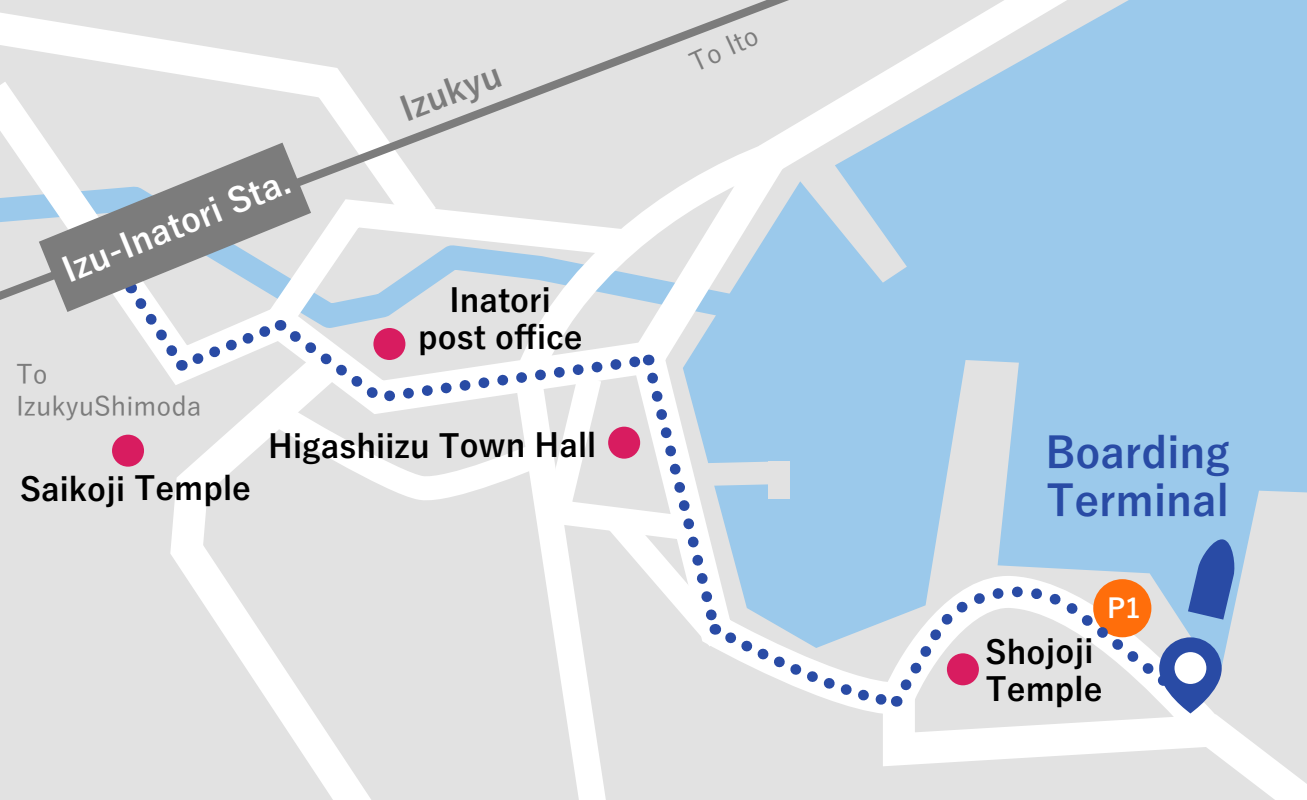 To Ito
Izukyu
Izu-Inatori Sta.
Inatori
post office
To
IzukyuShimoda
Higashiizu Town Hall
Saikoji Temple
Boarding
Terminal
P1
Shojoji
Temple